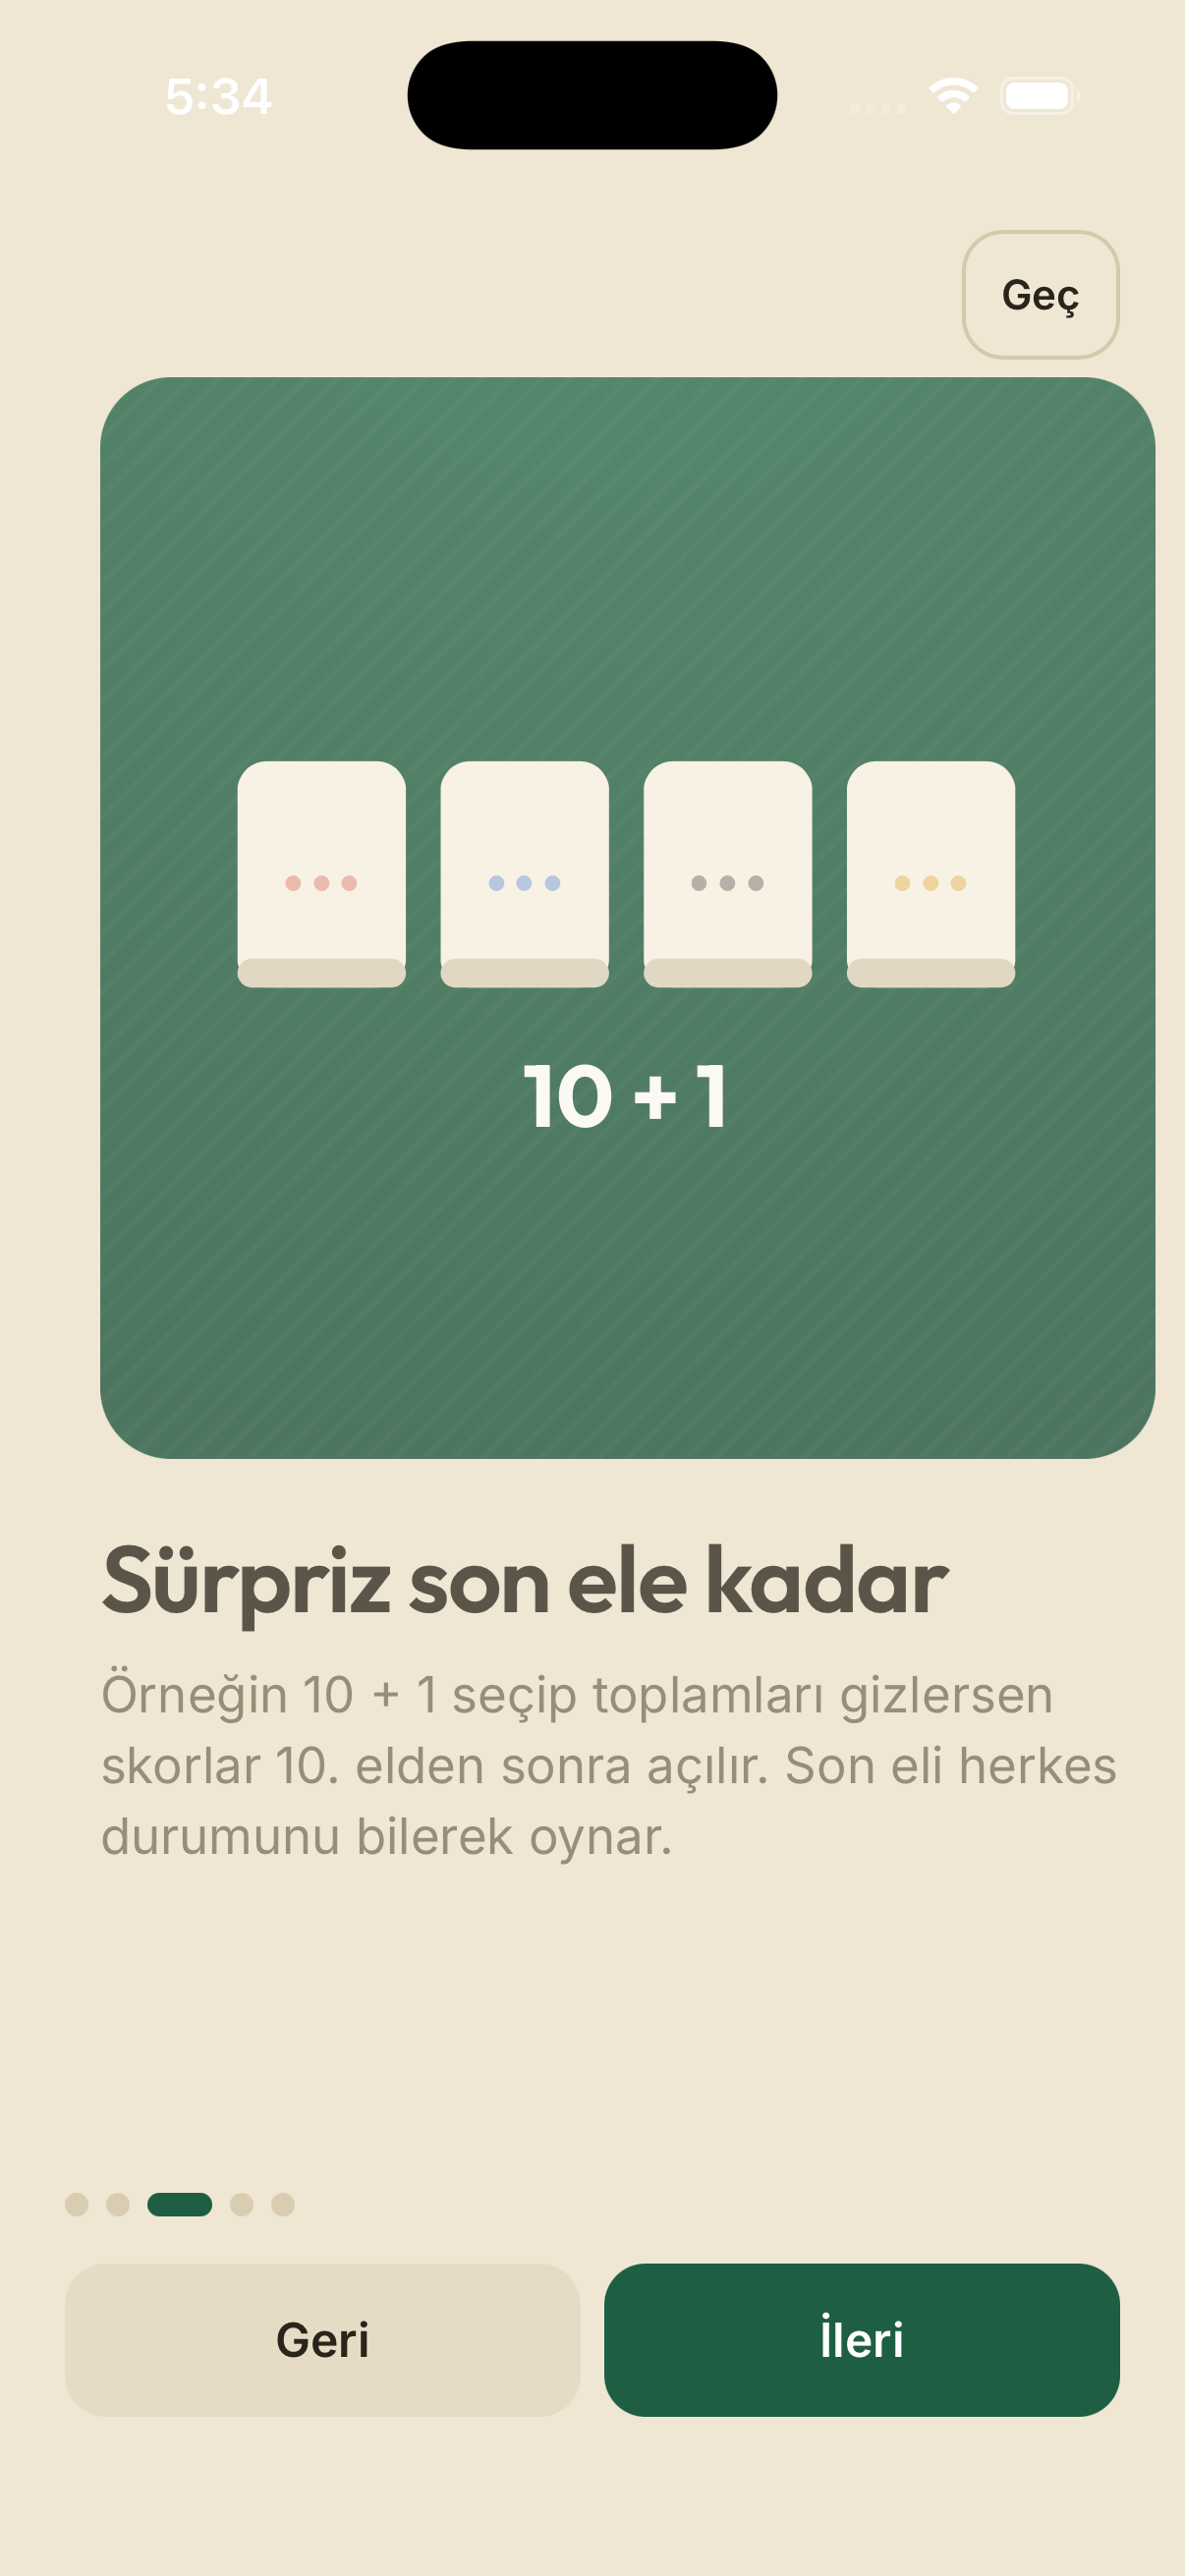 5:34
Geç
10 + 1
Sürpriz son ele kadar
Örneğin 10 + 1 seçip toplamları gizlersen
skorlar 10. elden sonra açılır. Son eli herkes
durumunu bilerek oynar.
Geri
İleri